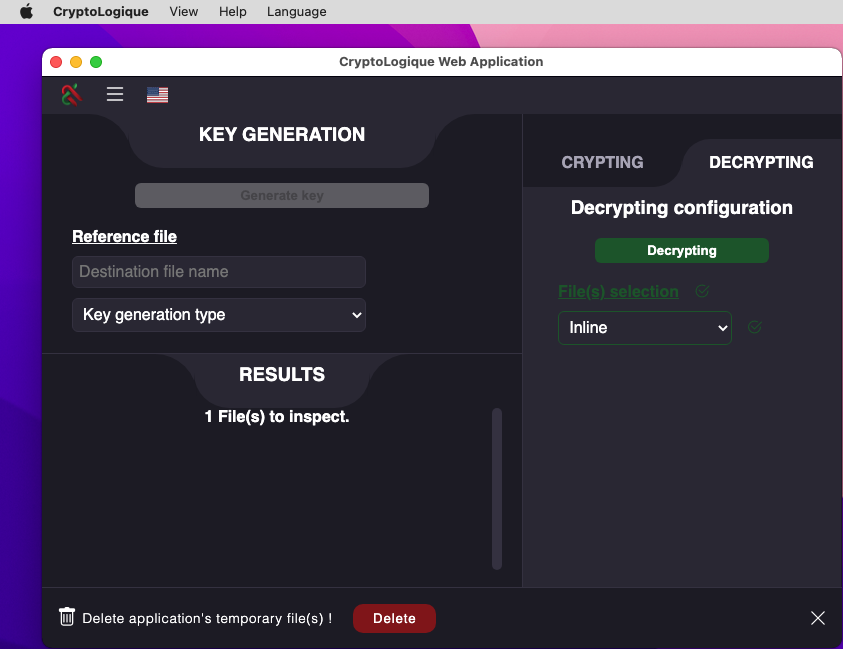 CryptoLogique View Help Language
CryptoLogique Web Application
KEY GENERATION
Generate key
Reference file
Destination file name
Key generation type
RESULTS
1 File(s) to inspect.
CRYPTING DECRYPTING
Decrypting configuration
Decrypting
File(s) selection
Inline
Delete application's temporary file(s) !
Delete